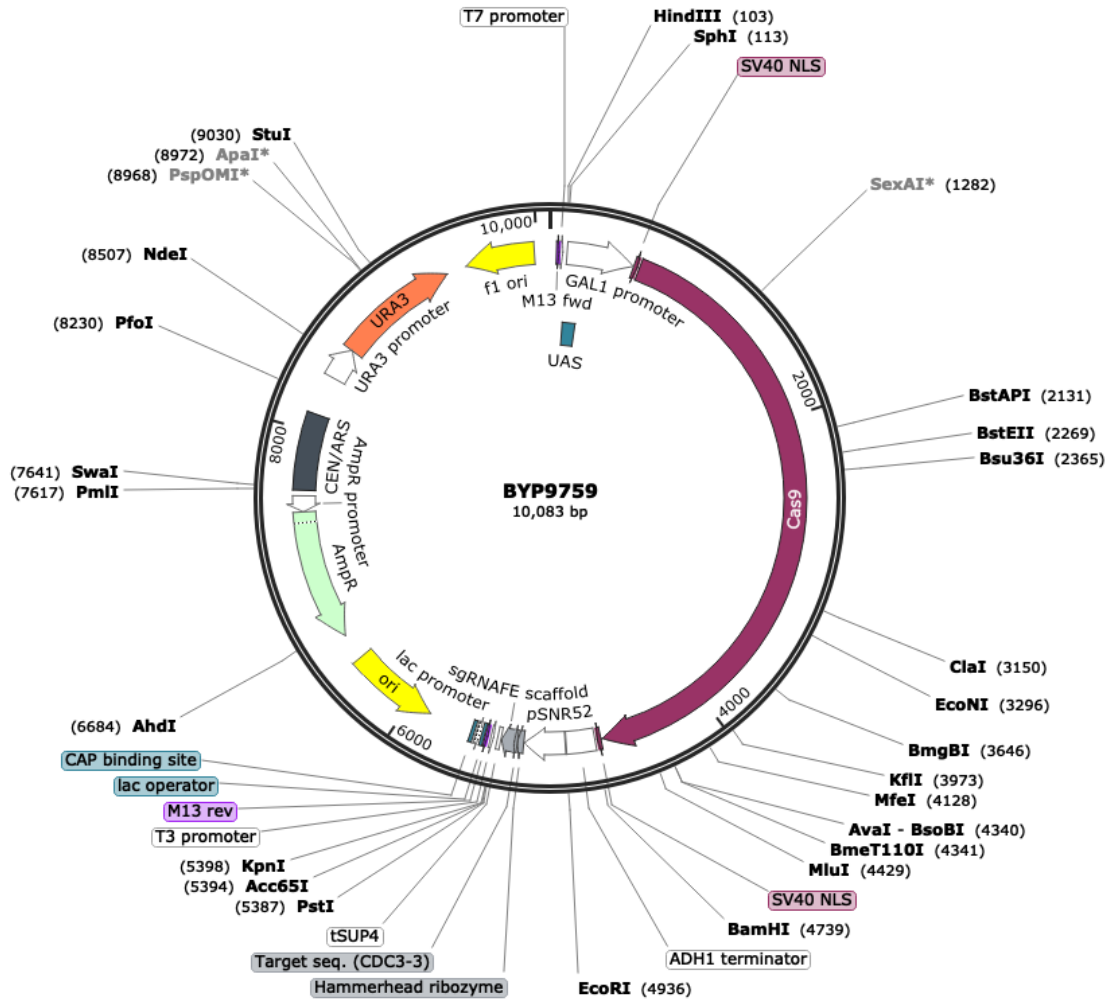 T7 promoter
HindIII (103)
SphI (113)
SV40 NLS
(9030) StuI
(8972) ApaI*
(8968) PspOMI*
SexAI* (1282)
(8507) NdeI
(8230) PfoI
10,000
f1 ori
M13 fwd
GAL1 promoter
UAS
URA3
URA3 promoter
2000
BstAPI (2131)
BstEII (2269)
Bsu36I (2365)
8000
CEN/ARS
AmpR promoter
AmpR
(7641) SwaI
(7617) PmlI
BYP9759
10,083 bp
Cas9
ClaI (3150)
EcoNI (3296)
BmgBI (3646)
4000
KflI (3973)
MfeI (4128)
AvaI - BsoBI (4340)
BmeT110I (4341)
MluI (4429)
SV40 NLS
BamHI (4739)
ADH1 terminator
EcoRI (4936)
sgRNAFE scaffold
pSNR52
lac promoter
ori
6000
(6684) AhdI
CAP binding site
lac operator
M13 rev
T3 promoter
(5398) KpnI
(5394) Acc65I
(5387) PstI
tSUP4
Target seq. (CDC3-3)
Hammerhead ribozyme